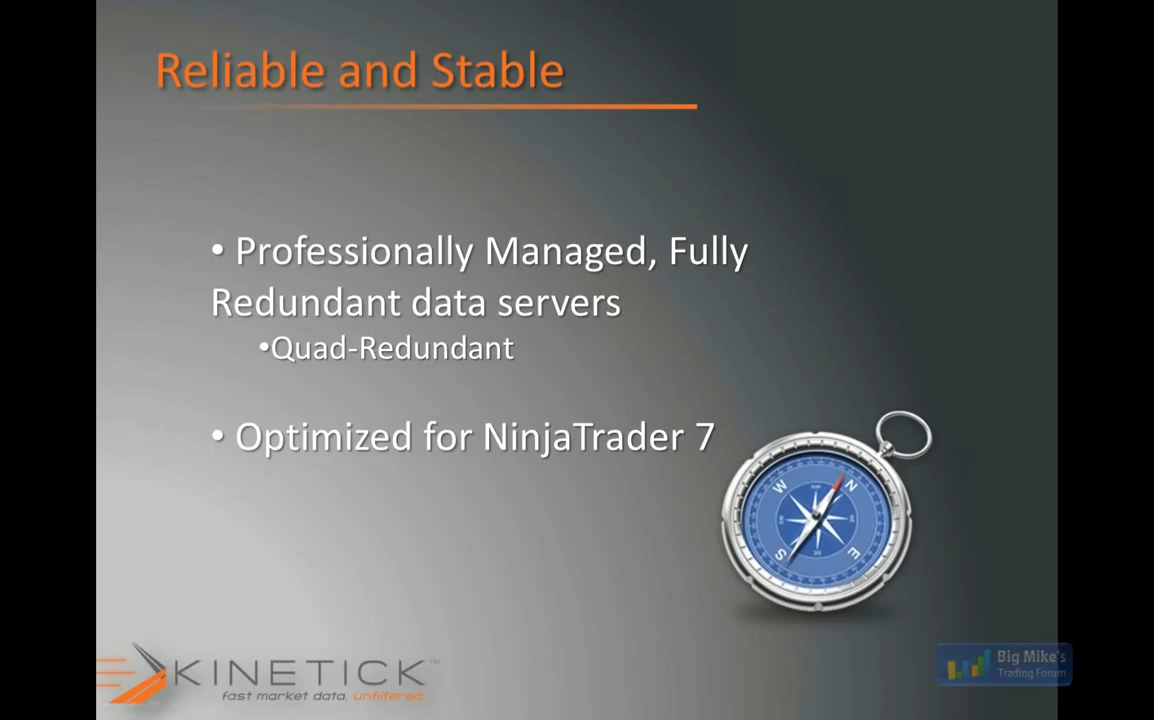 Reliable and Stable
• Professionally Managed, Fully
Redundant data servers
•Quad-Redundant
• Optimized for NinjaTrader 7
W N
S E
KINETICK™
fast market data. unfiltered.
Big Mike's
Trading Forum